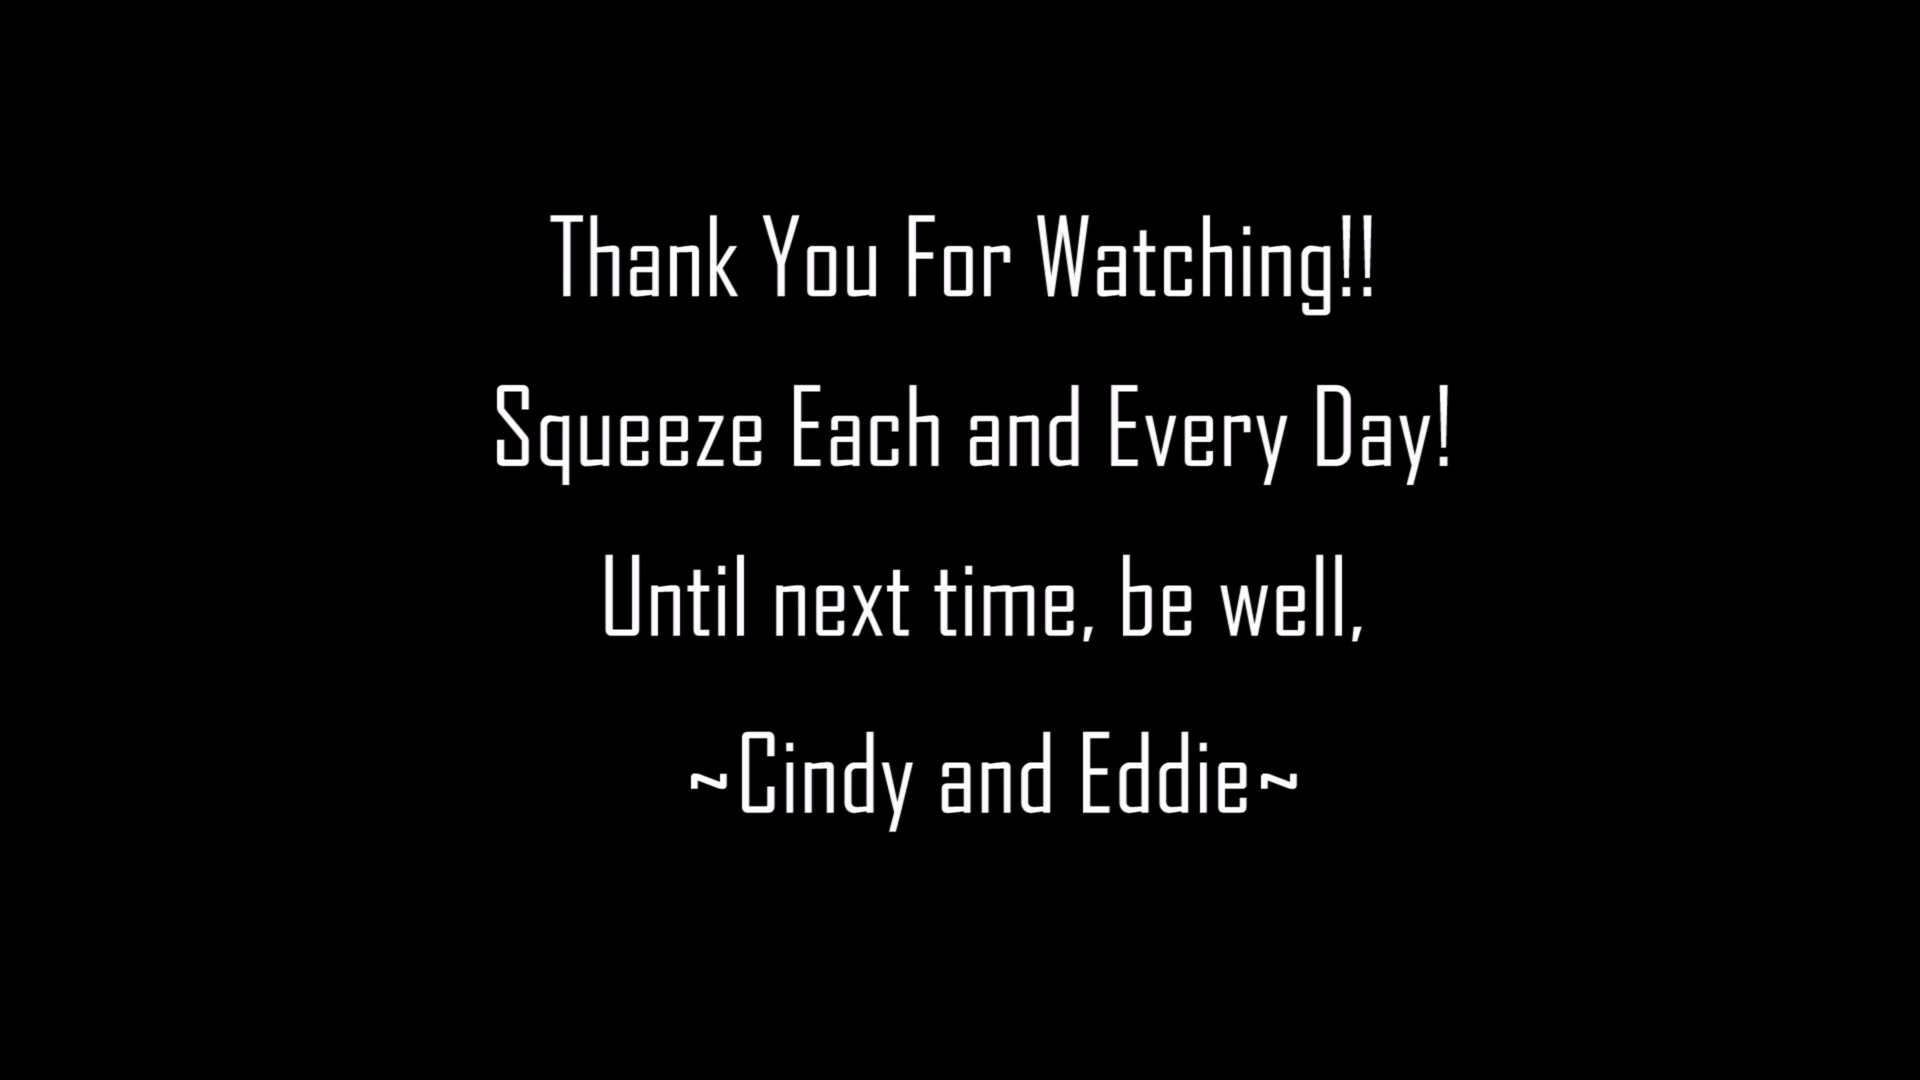 Thank You For Watching!!
Squeeze Each and Every Day!
Until next time, be well,
~Cindy and Eddie~